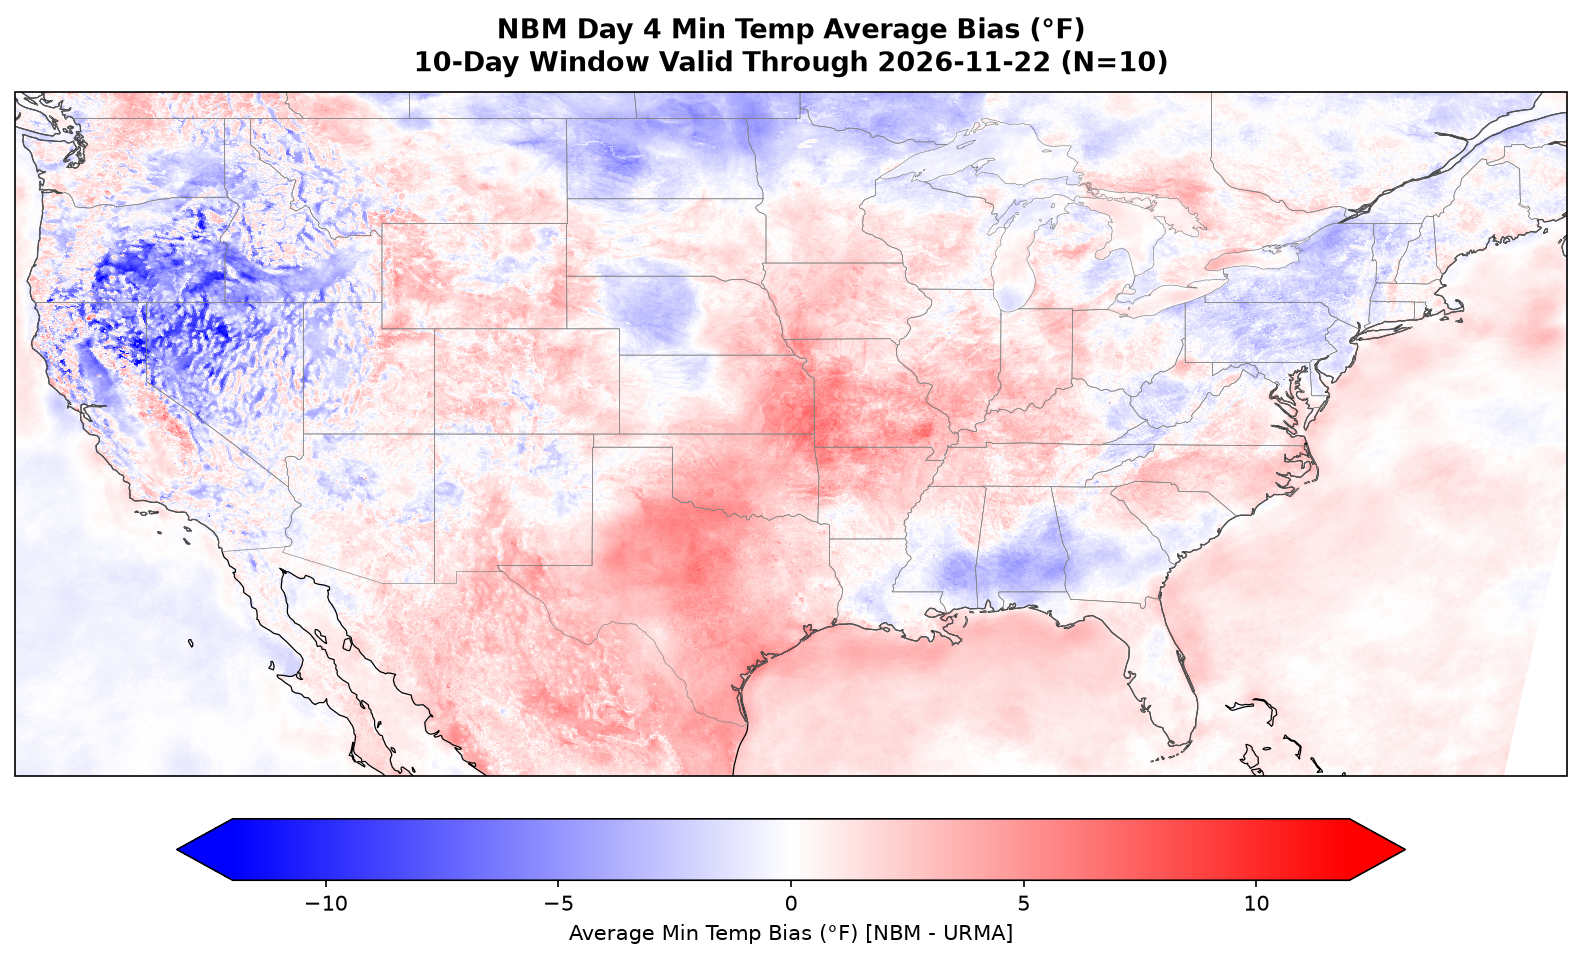 NBM Day 4 Min Temp Average Bias (°F)
10-Day Window Valid Through 2026-11-22 (N=10)
−10 −5 0 5 10
Average Min Temp Bias (°F) [NBM - URMA]